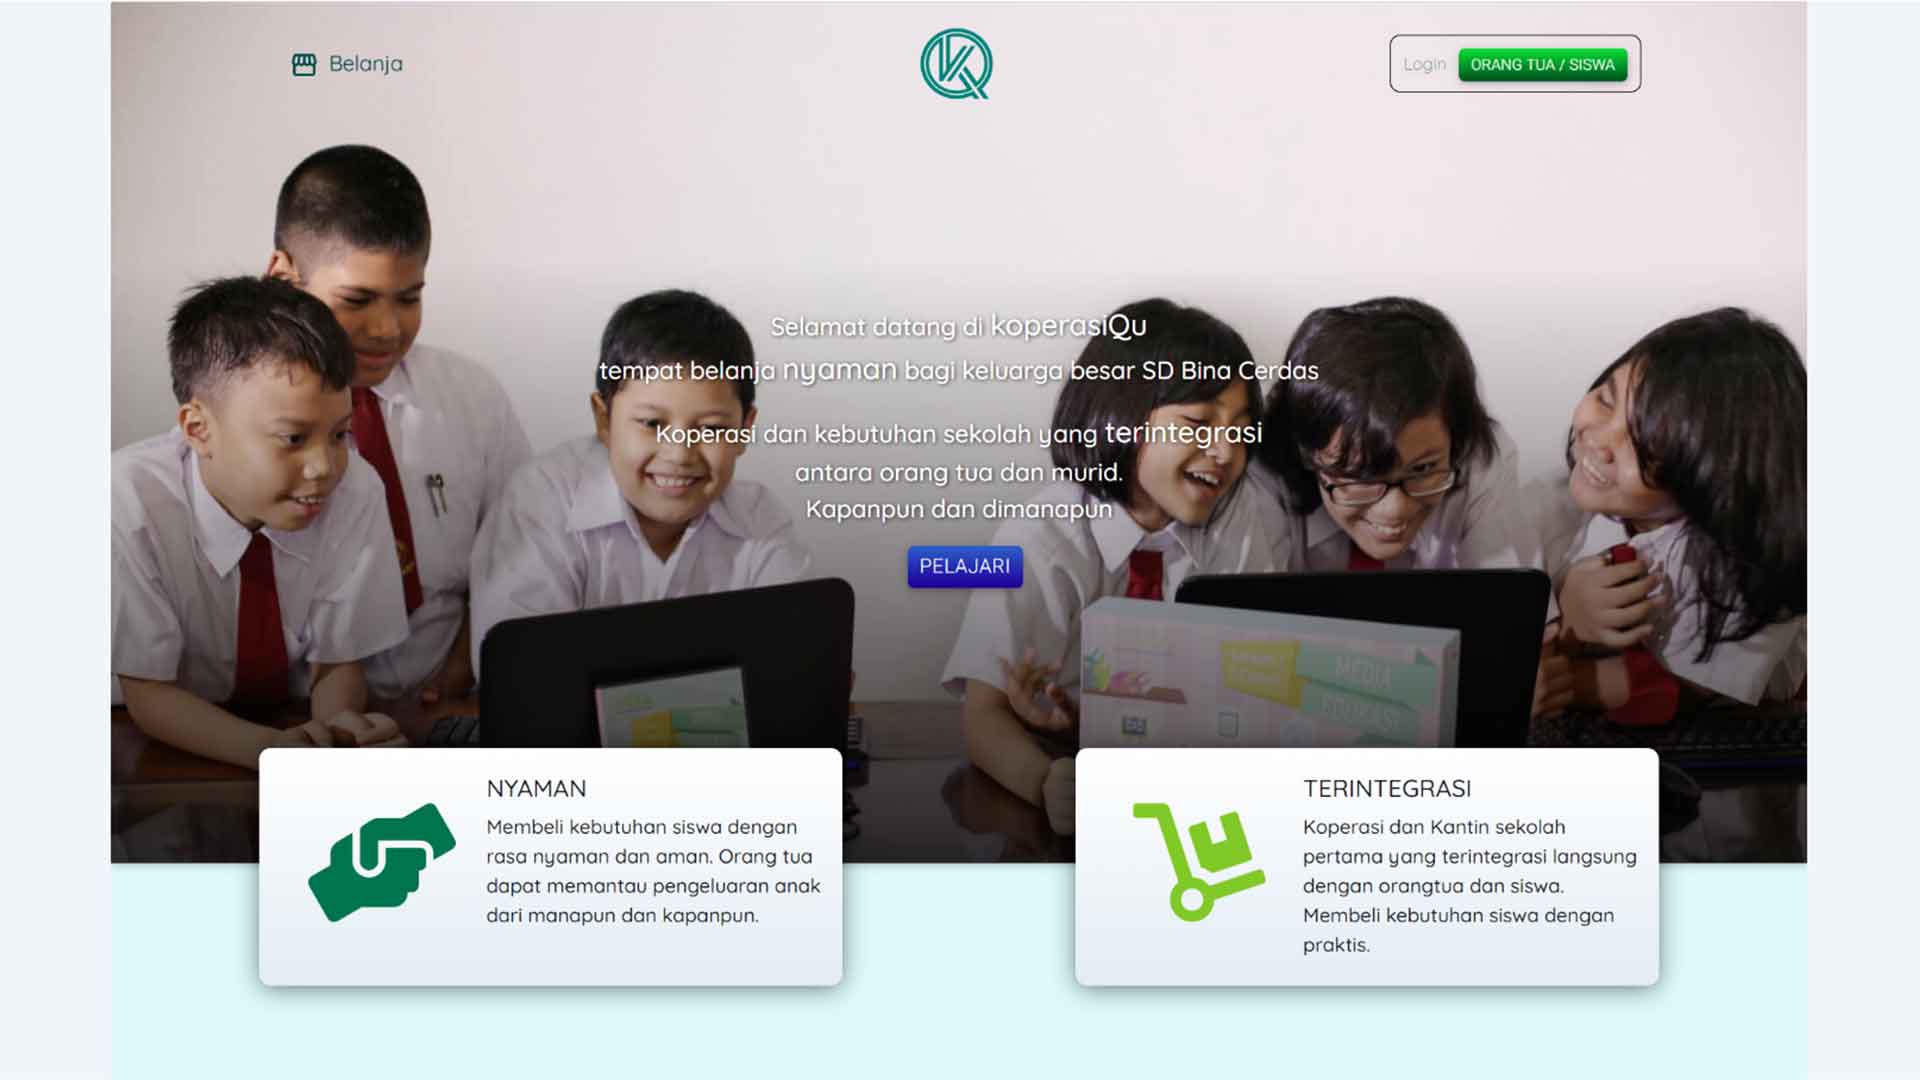 Belanja
Login ORANG TUA / SISWA
Selamat datang di koperasiQu
tempat belanja nyaman bagi keluarga besar SD Bina Cerdas
Koperasi dan kebutuhan sekolah yang terintegrasi
antara orang tua dan murid.
Kapanpun dan dimanapun
PELAJARI
MEDIA
EDUKASI
NYAMAN
Membeli kebutuhan siswa dengan
rasa nyaman dan aman. Orang tua
dapat memantau pengeluaran anak
dari manapun dan kapanpun.
TERINTEGRASI
Koperasi dan Kantin sekolah
pertama yang terintegrasi langsung
dengan orangtua dan siswa.
Membeli kebutuhan siswa dengan
praktis.